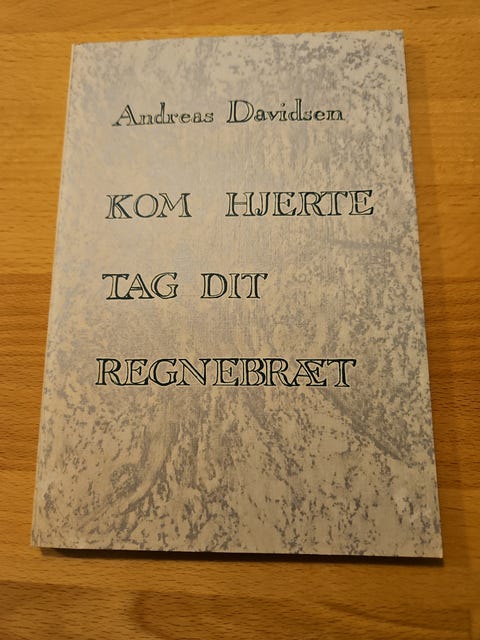 Andreas Davidsen
KOM HJERTE
TAG DIT
REGNEBRÆT